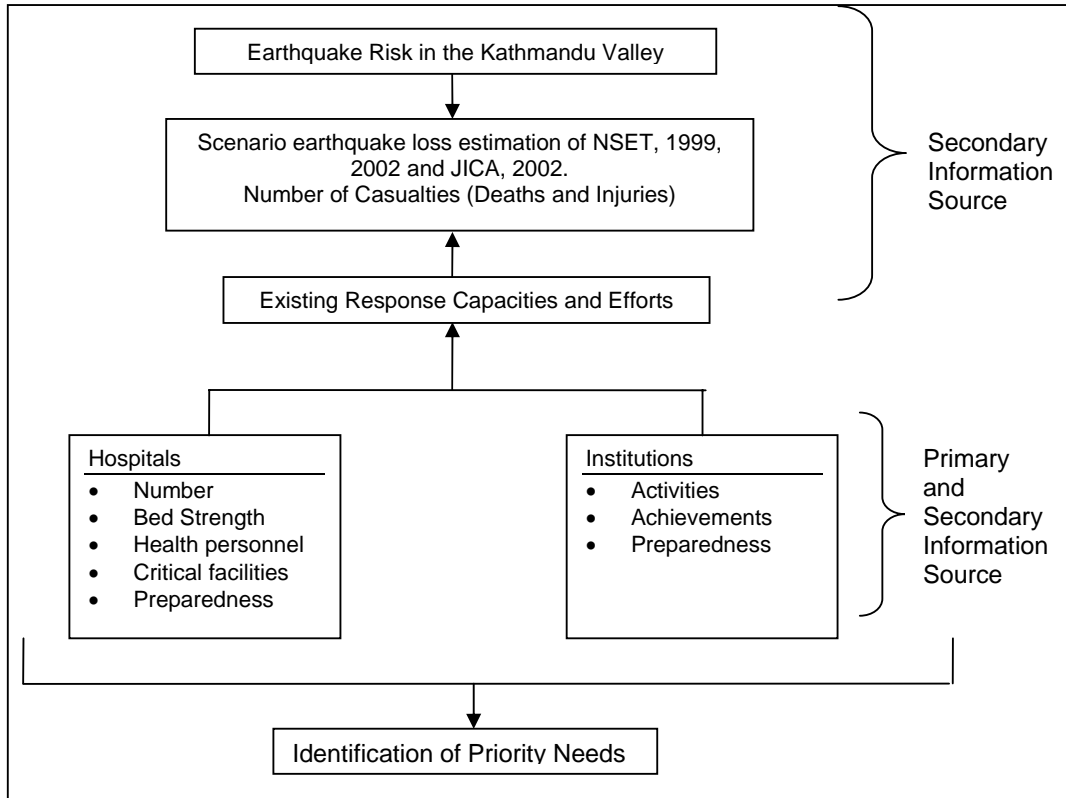 Earthquake Risk in the Kathmandu Valley
Scenario earthquake loss estimation of NSET, 1999,
2002 and JICA, 2002.
Number of Casualties (Deaths and Injuries)
Secondary
Information
Source
Existing Response Capacities and Efforts
Hospitals
• Number
• Bed Strength
• Health personnel
• Critical facilities
• Preparedness
Institutions
• Activities
• Achievements
• Preparedness
Primary
and
Secondary
Information
Source
Identification of Priority Needs